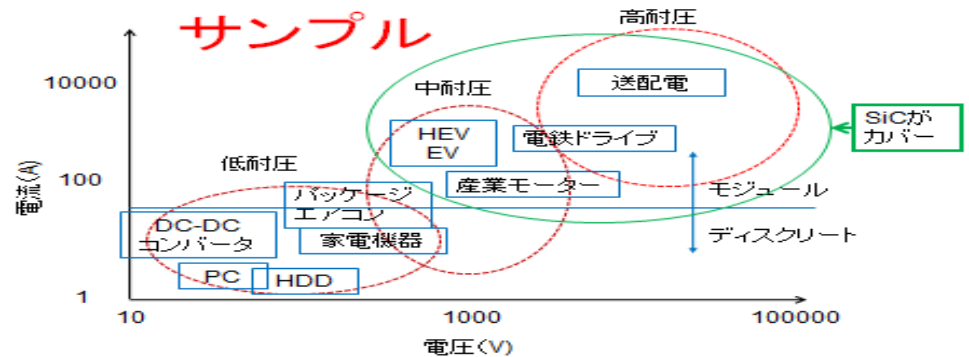 サンプル
高耐圧
10000
送配電
中耐圧
SiCが
カバー
HEV
EV
電鉄ドライブ
低耐圧
電流(A)
100
パッケージ
エアコン
産業モーター
モジュール
DC-DC
コンバータ
家電機器
ディスクリート
PC
HDD
1
10
1000
100000
電圧(V)